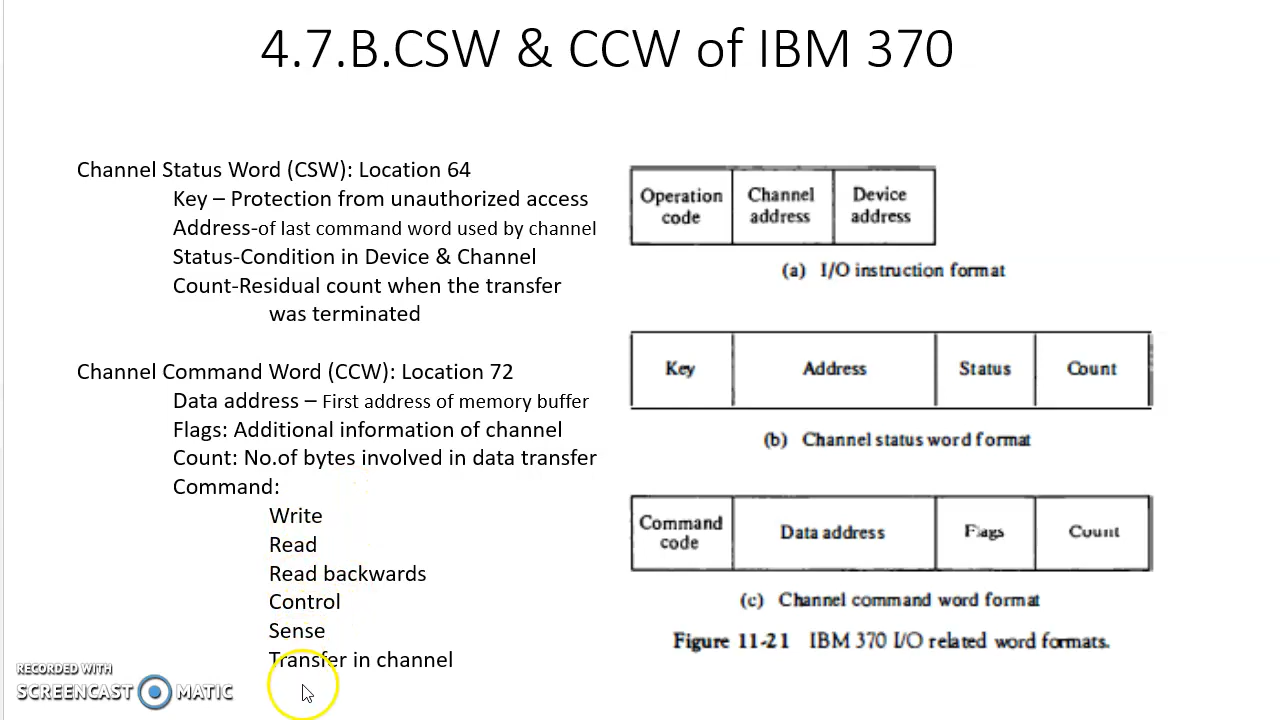 4.7.B.CSW & CCW of IBM 370
Channel Status Word (CSW): Location 64
Key – Protection from unauthorized access
Address-of last command word used by channel
Status-Condition in Device & Channel
Count-Residual count when the transfer
was terminated
Channel Command Word (CCW): Location 72
Data address – First address of memory buffer
Flags: Additional information of channel
Count: No.of bytes involved in data transfer
Command:
Write
Read
Read backwards
Control
Sense
Transfer in channel
Operation
code
Channel
address
Device
address
(a) I/O instruction format
Key
Address
Status
Count
(b) Channel status word format
Command
code
Data address
Flags
Count
(c) Channel command word format
Figure 11-21 IBM 370 I/O related word formats.
RECORDED WITH
SCREENCAST MATIC